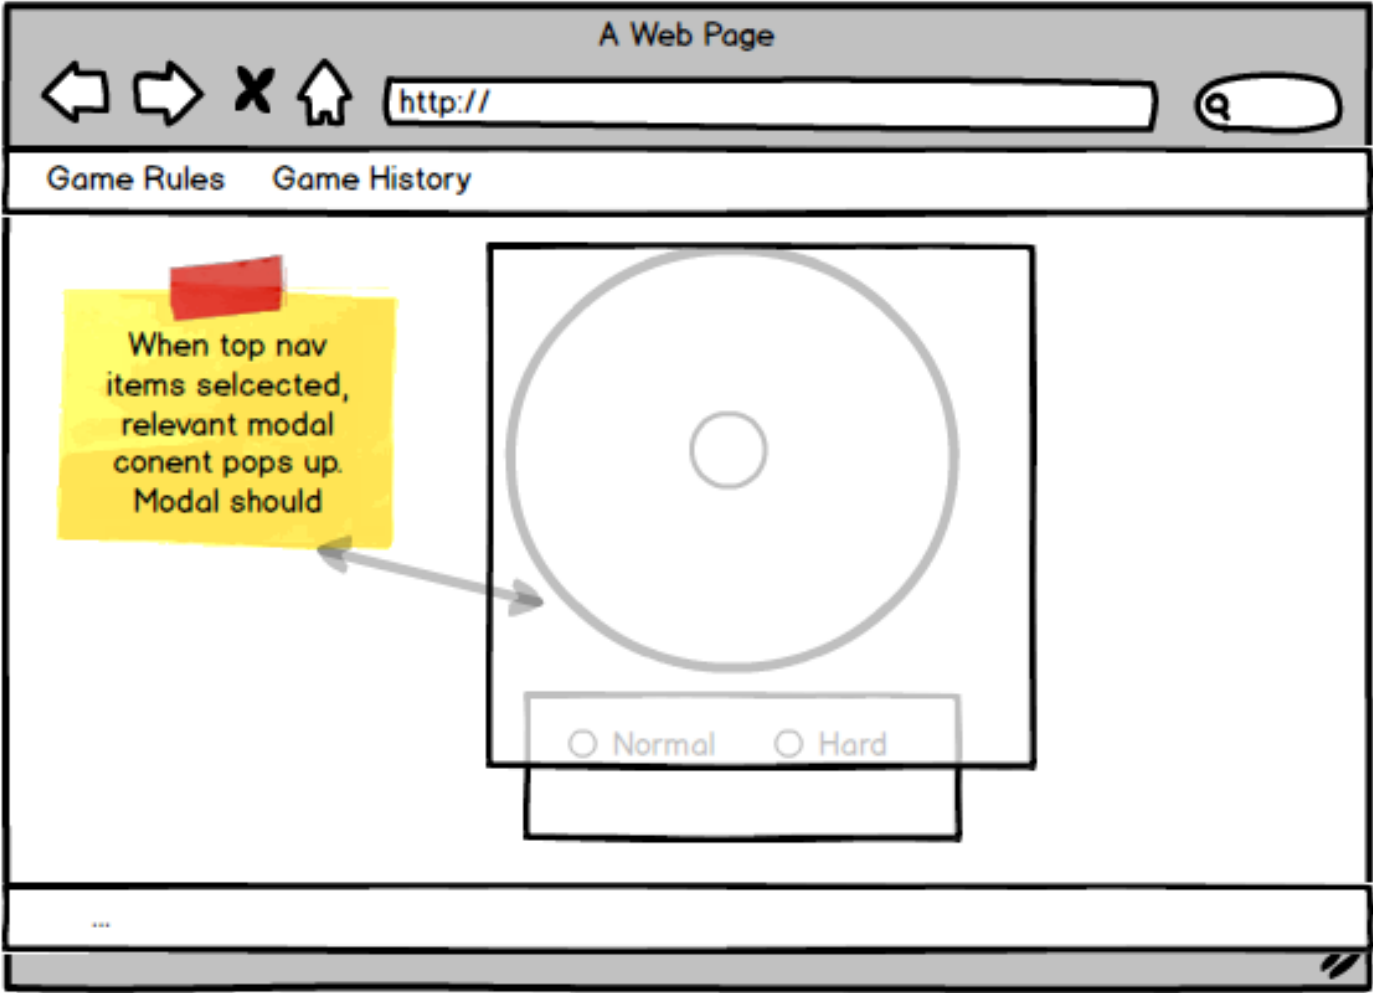 A Web Page
http://
Game Rules Game History
When top nav
items selcected,
relevant modal
conent pops up.
Modal should
Normal Hard
...